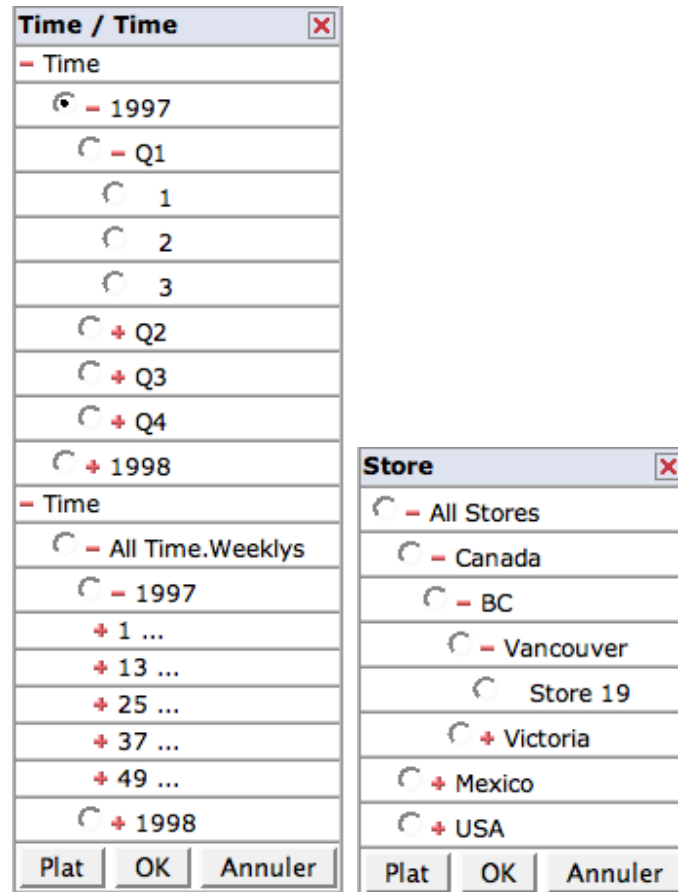 Time / Time
− Time
− 1997
− Q1
1
2
3
+ Q2
+ Q3
+ Q4
+ 1998
− Time
− All Time.Weeklys
− 1997
+ 1 ...
+ 13 ...
+ 25 ...
+ 37 ...
+ 49 ...
+ 1998
Plat OK Annuler
Store
− All Stores
− Canada
− BC
− Vancouver
Store 19
+ Victoria
+ Mexico
+ USA
Plat OK Annuler